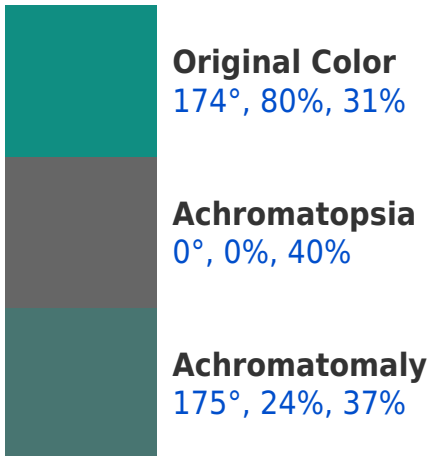 Original Color
174°, 80%, 31%
Achromatopsia
0°, 0%, 40%
Achromatomaly
175°, 24%, 37%